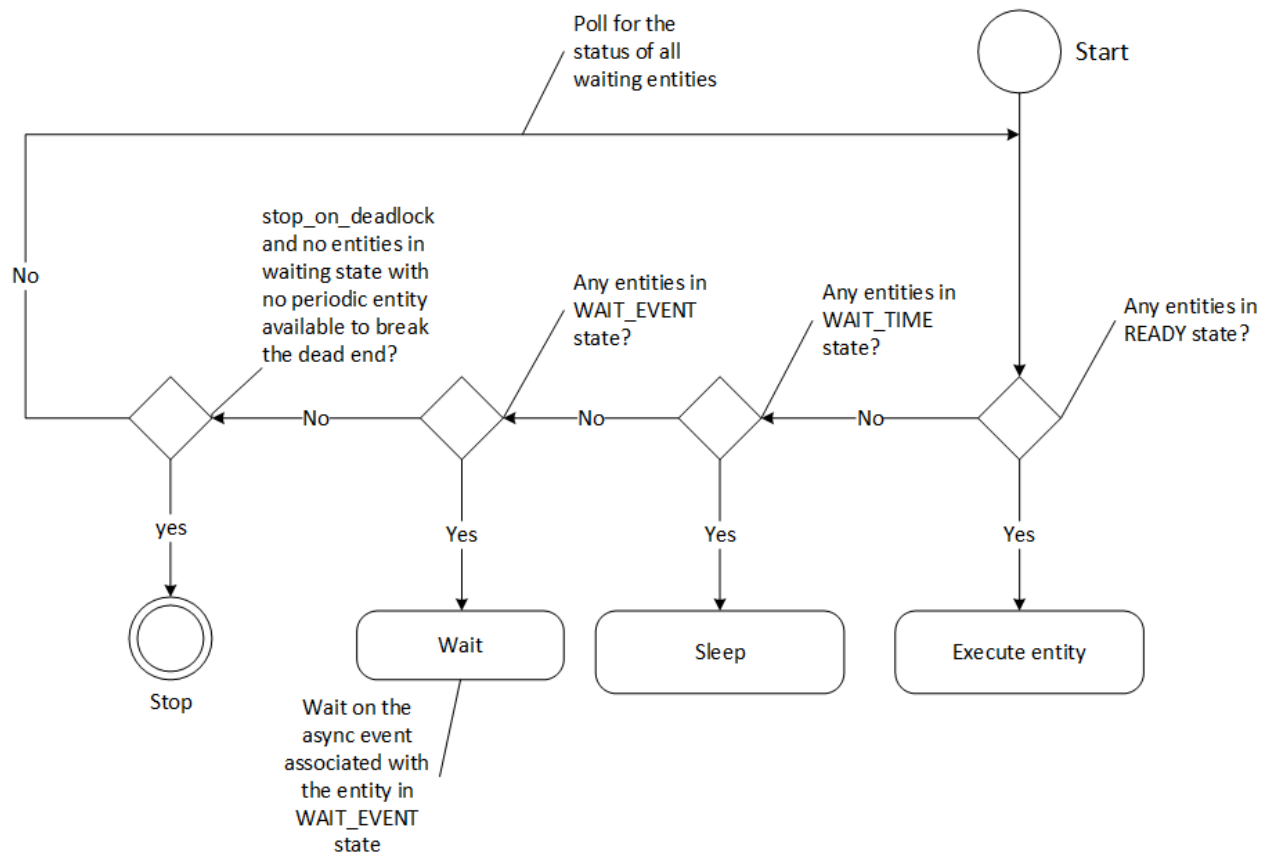 Poll for the
status of all
waiting entities
Start
stop_on_deadlock
and no entities in
waiting state with
no periodic entity
available to break
the dead end?
No
Any entities in
WAIT_EVENT
state?
Any entities in
WAIT_TIME
state?
Any entities in
READY state?
No
No
No
yes
Yes
Yes
Yes
Stop
Wait
Sleep
Execute entity
Wait on the
async event
associated with
the entity in
WAIT_EVENT
state